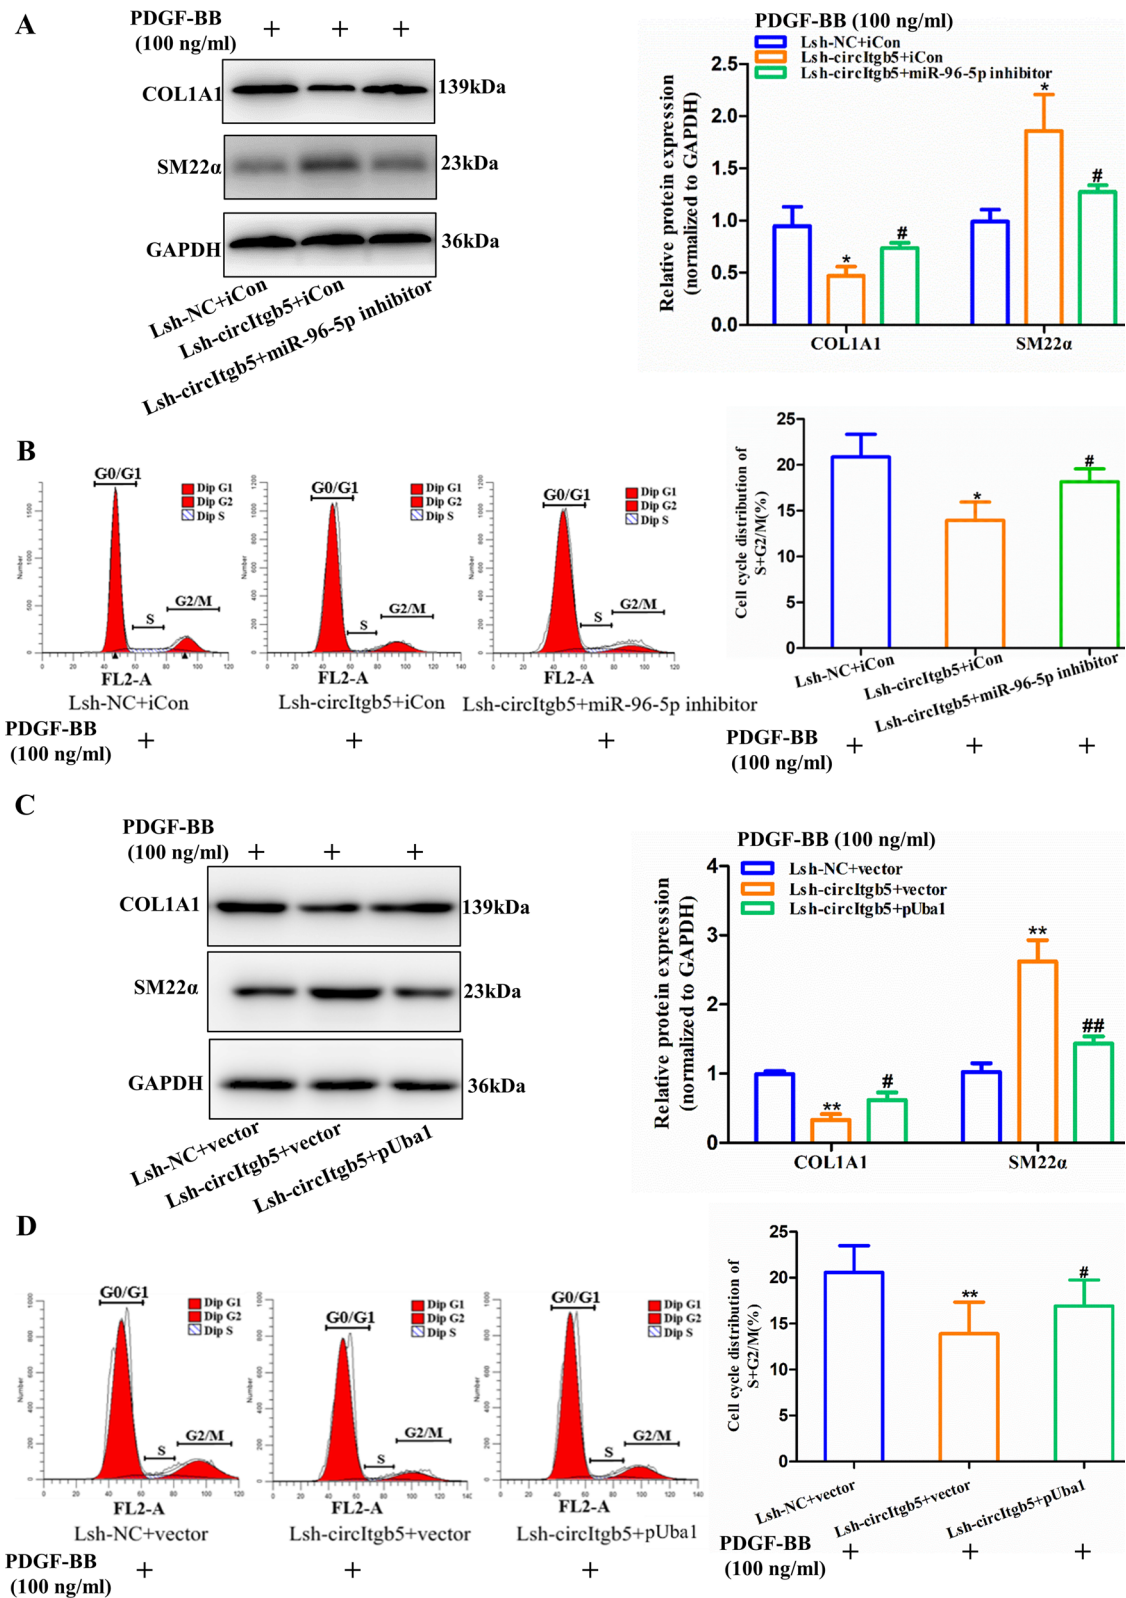 A
PDGF-BB
(100 ng/ml)
+ + +
COL1A1
139kDa
SM22α
23kDa
GAPDH
36kDa
Lsh-NC+iCon
Lsh-circItgb5+iCon
Lsh-circItgb5+miR-96-5p inhibitor
PDGF-BB (100 ng/ml)
Lsh-NC+iCon
Lsh-circItgb5+iCon
Lsh-circItgb5+miR-96-5p inhibitor
Relative protein expression
(normalized to GAPDH)
2.5
2.0
1.5
1.0
0.5
0.0
* # * #
COL1A1 SM22α
B
G0/G1
Dip G1
Dip G2
Dip S
S
G2/M
Number
FL2-A
Lsh-NC+iCon
G0/G1
Dip G1
Dip G2
Dip S
S
G2/M
Number
FL2-A
Lsh-circItgb5+iCon
G0/G1
Dip G1
Dip G2
Dip S
S
G2/M
Number
FL2-A
Lsh-circItgb5+miR-96-5p inhibitor
PDGF-BB
(100 ng/ml)
+ + +
Cell cycle distribution of
S+G2/M(%)
25
20
15
10
5
0
* #
Lsh-NC+iCon
Lsh-circItgb5+iCon
Lsh-circItgb5+miR-96-5p inhibitor
PDGF-BB
(100 ng/ml)
+ + +
C
PDGF-BB
(100 ng/ml)
+ + +
COL1A1
139kDa
SM22α
23kDa
GAPDH
36kDa
Lsh-NC+vector
Lsh-circItgb5+vector
Lsh-circItgb5+pUba1
PDGF-BB (100 ng/ml)
Lsh-NC+vector
Lsh-circItgb5+vector
Lsh-circItgb5+pUba1
Relative protein expression
(normalized to GAPDH)
4
3
2
1
0
** # ** ##
COL1A1 SM22α
D
G0/G1
Dip G1
Dip G2
Dip S
S
G2/M
Number
FL2-A
Lsh-NC+vector
G0/G1
Dip G1
Dip G2
Dip S
S
G2/M
Number
FL2-A
Lsh-circItgb5+vector
G0/G1
Dip G1
Dip G2
Dip S
S
G2/M
Number
FL2-A
Lsh-circItgb5+pUba1
PDGF-BB
(100 ng/ml)
+ + +
Cell cycle distribution of
S+G2/M(%)
25
20
15
10
5
0
** #
Lsh-NC+vector
Lsh-circItgb5+vector
Lsh-circItgb5+pUba1
PDGF-BB
(100 ng/ml)
+ + +